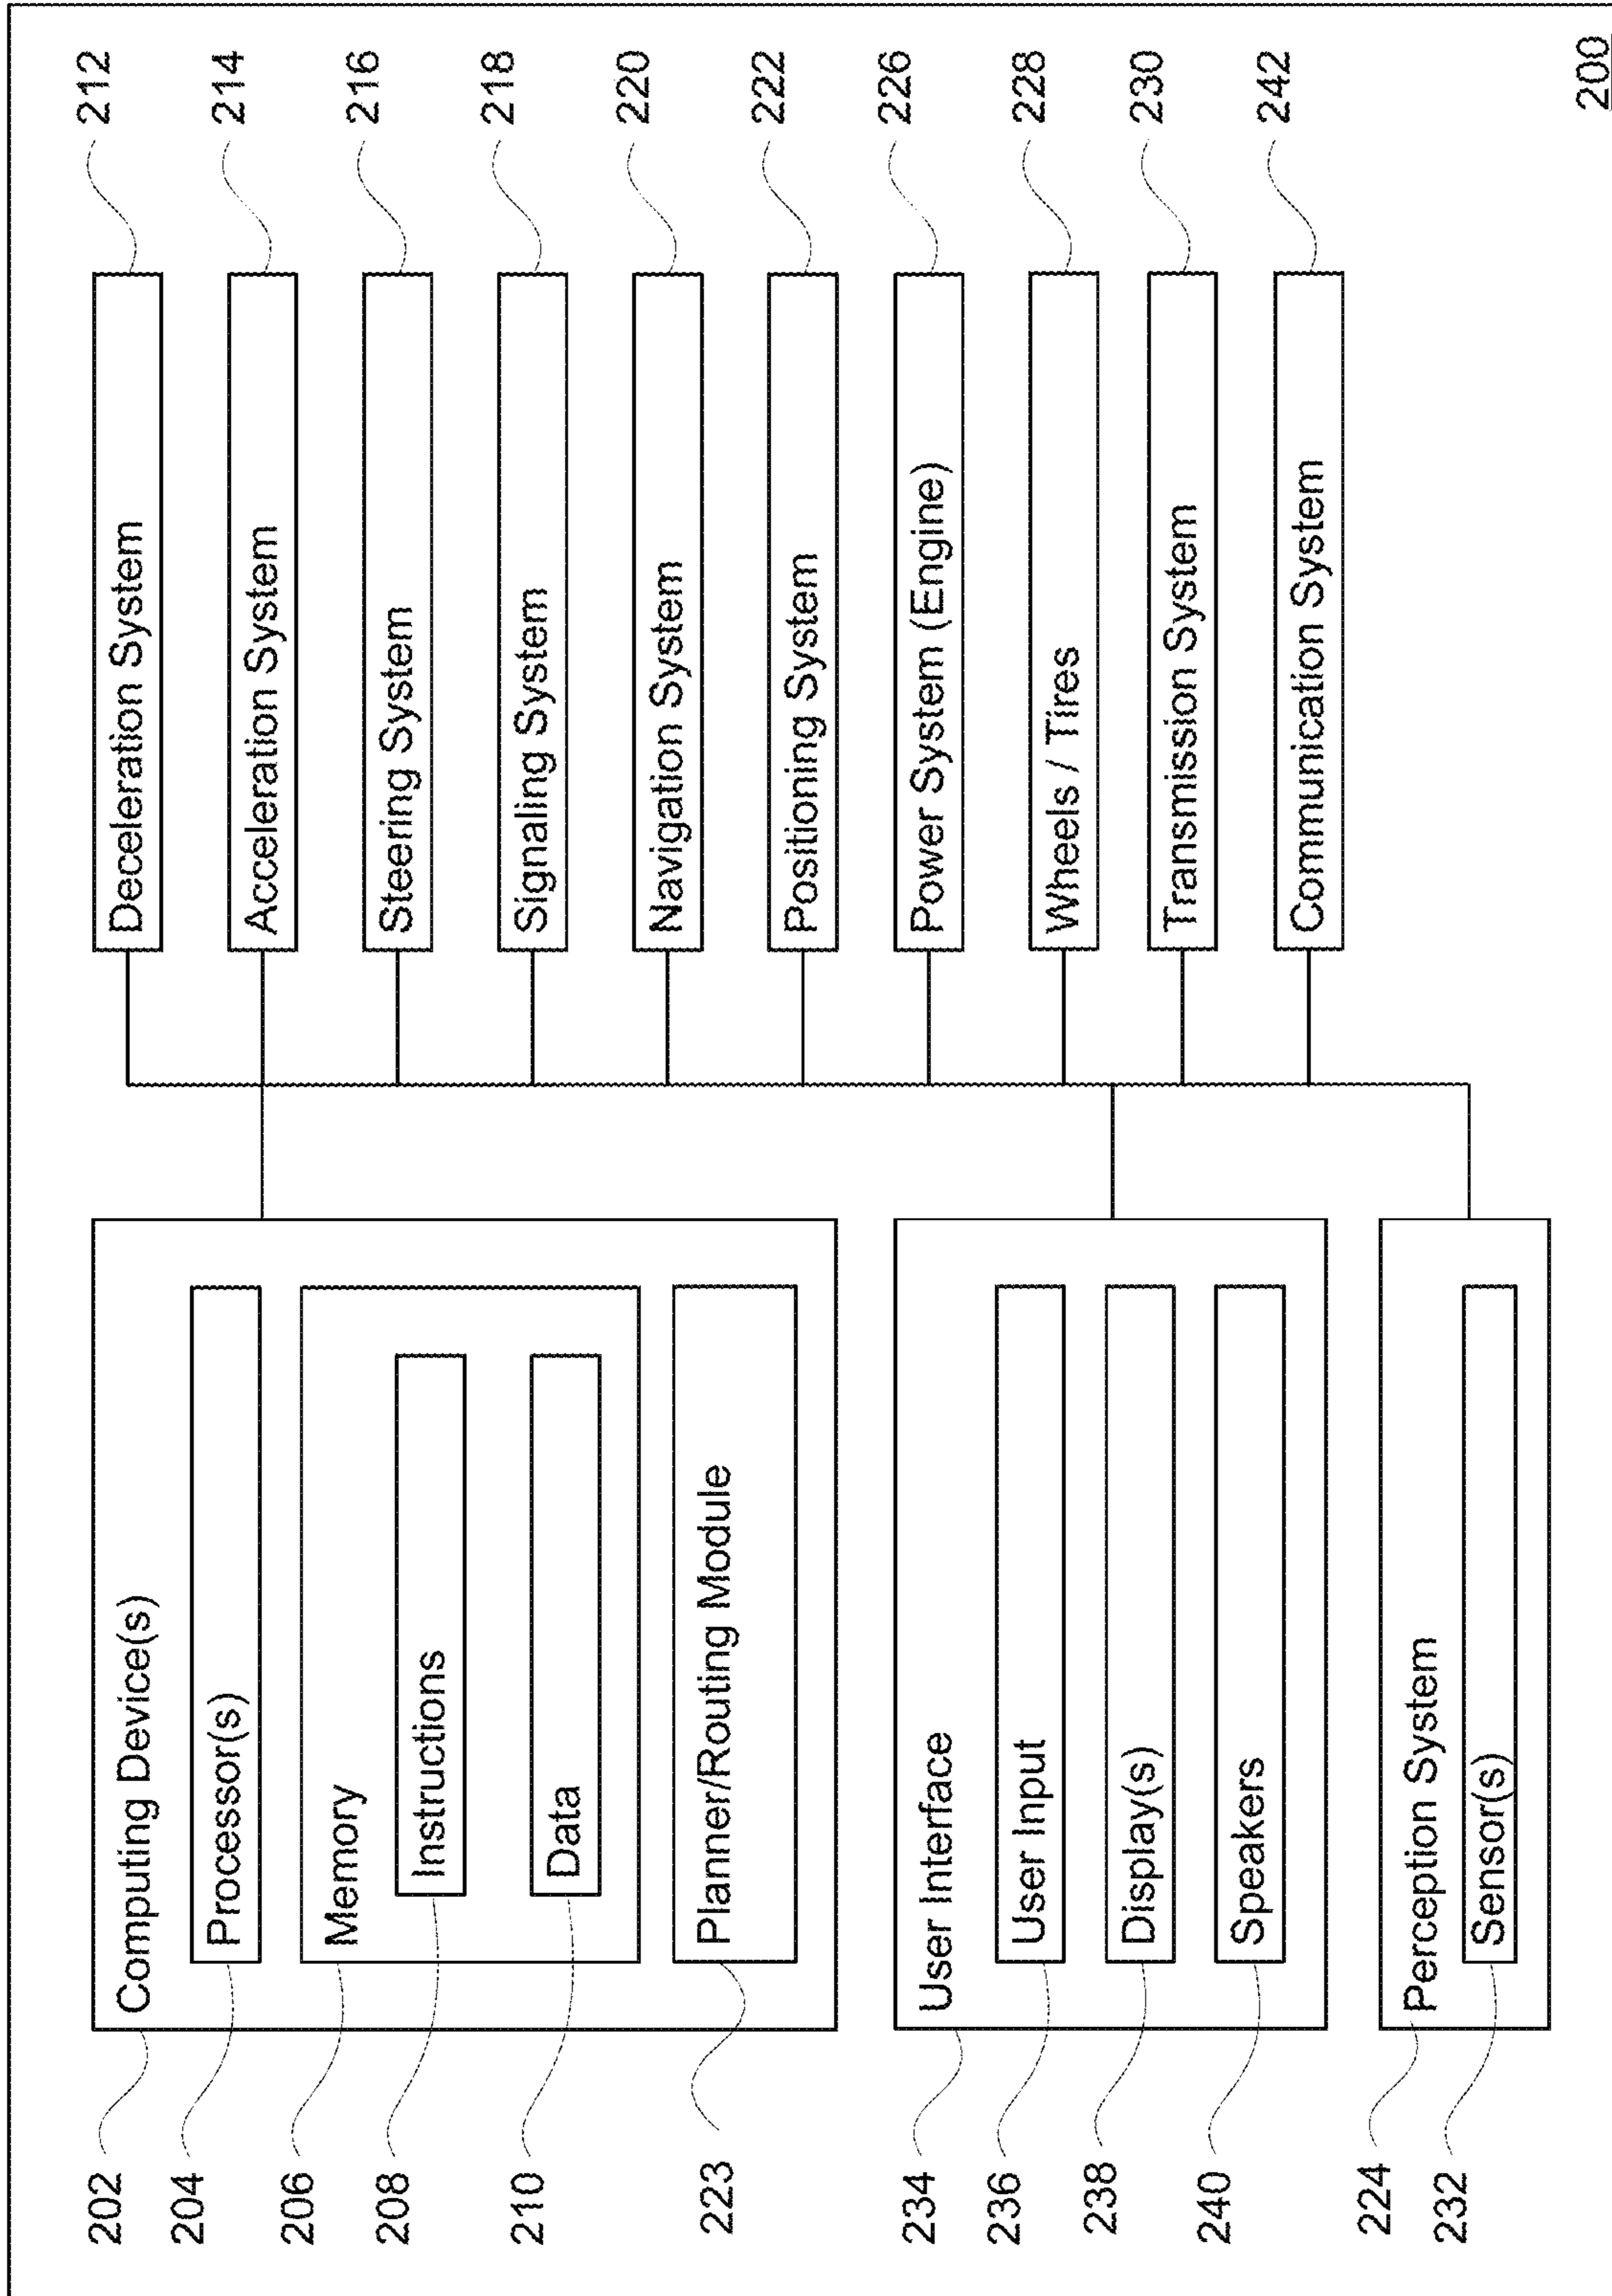 202
Computing Device(s)
204
Processor(s)
206
Memory
208
Instructions
210
Data
223
Planner/Routing Module
234
User Interface
236
User Input
238
Display(s)
240
Speakers
224
Perception System
232
Sensor(s)
Deceleration System
212
Acceleration System
214
Steering System
216
Signaling System
218
Navigation System
220
Positioning System
222
Power System (Engine)
226
Wheels / Tires
228
Transmission System
230
Communication System
242
200